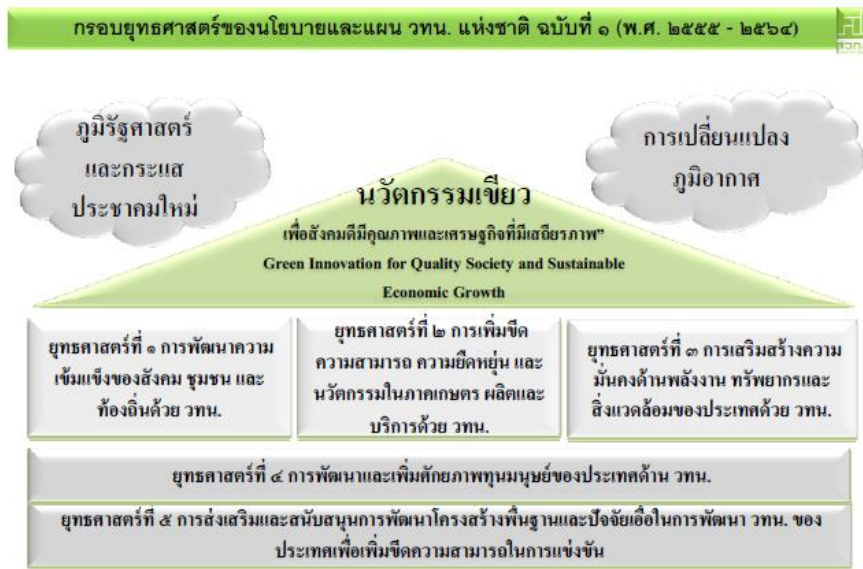 กรอบยุทธศาสตร์ของนโยบายและแผน วทน. แห่งชาติ ฉบับที่ ๑ (พ.ศ. ๒๕๕๕ - ๒๕๖๔)
ภูมิรัฐศาสตร์
และกระแส
ประชาคมใหม่
การเปลี่ยนแปลง
ภูมิอากาศ
นวัตกรรมเขียว
เพื่อสังคมดีมีคุณภาพและเศรษฐกิจที่มีเสถียรภาพ”
Green Innovation for Quality Society and Sustainable
Economic Growth
ยุทธศาสตร์ที่ ๑ การพัฒนาความ
เข้มแข็งของสังคม ชุมชน และ
ท้องถิ่นด้วย วทน.
ยุทธศาสตร์ที่ ๒ การเพิ่มขีด
ความสามารถ ความยืดหยุ่น และ
นวัตกรรมในภาคเกษตร ผลิตและ
บริการด้วย วทน.
ยุทธศาสตร์ที่ ๓ การเสริมสร้างความ
มั่นคงด้านพลังงาน ทรัพยากรและ
สิ่งแวดล้อมของประเทศด้วย วทน.
ยุทธศาสตร์ที่ ๔ การพัฒนาและเพิ่มศักยภาพทุนมนุษย์ของประเทศด้าน วทน.
ยุทธศาสตร์ที่ ๕ การส่งเสริมและสนับสนุนการพัฒนาโครงสร้างพื้นฐานและปัจจัยเอื้อในการพัฒนา วทน. ของ
ประเทศเพื่อเพิ่มขีดความสามารถในการแข่งขัน